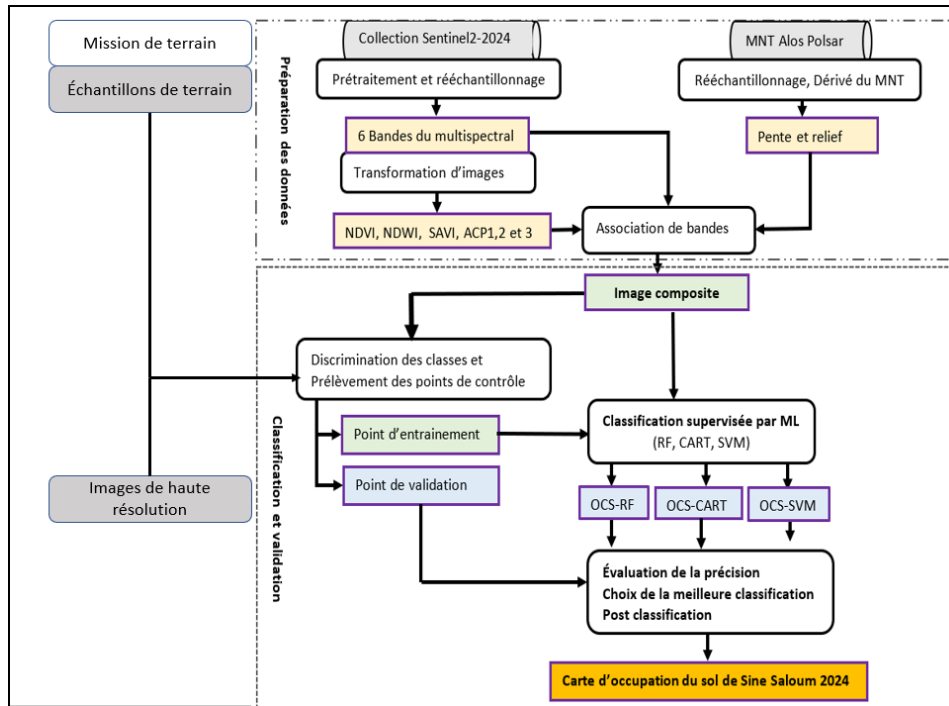 Mission de terrain
Échantillons de terrain
Images de haute
résolution
Préparation des données
Collection Sentinel2-2024
Prétraitement et rééchantillonnage
6 Bandes du multispectral
Transformation d'images
NDVI, NDWI, SAVI, ACP1,2 et 3
MNT Alos Polsar
Rééchantillonnage, Dérivé du MNT
Pente et relief
Association de bandes
Classification et validation
Image composite
Discrimination des classes et
Prélèvement des points de contrôle
Point d'entrainement
Point de validation
Classification supervisée par ML
(RF, CART, SVM)
OCS-RF
OCS-CART
OCS-SVM
Évaluation de la précision
Choix de la meilleure classification
Post classification
Carte d'occupation du sol de Sine Saloum 2024